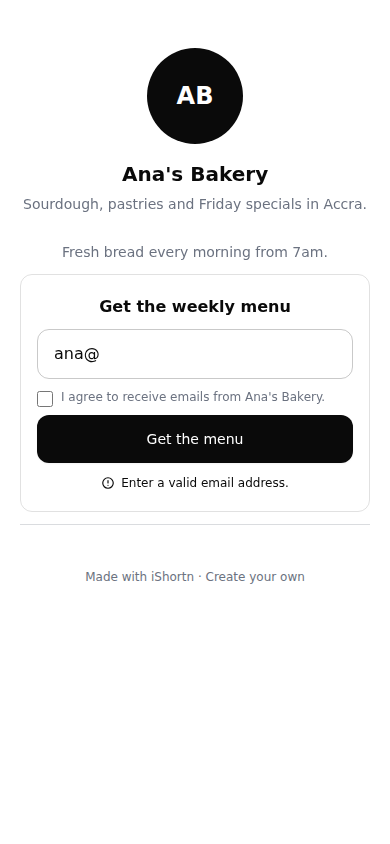 AB
Ana's Bakery
Sourdough, pastries and Friday specials in Accra.
Fresh bread every morning from 7am.
Get the weekly menu
ana@
I agree to receive emails from Ana's Bakery.
Get the menu
Enter a valid email address.
Made with iShortn · Create your own